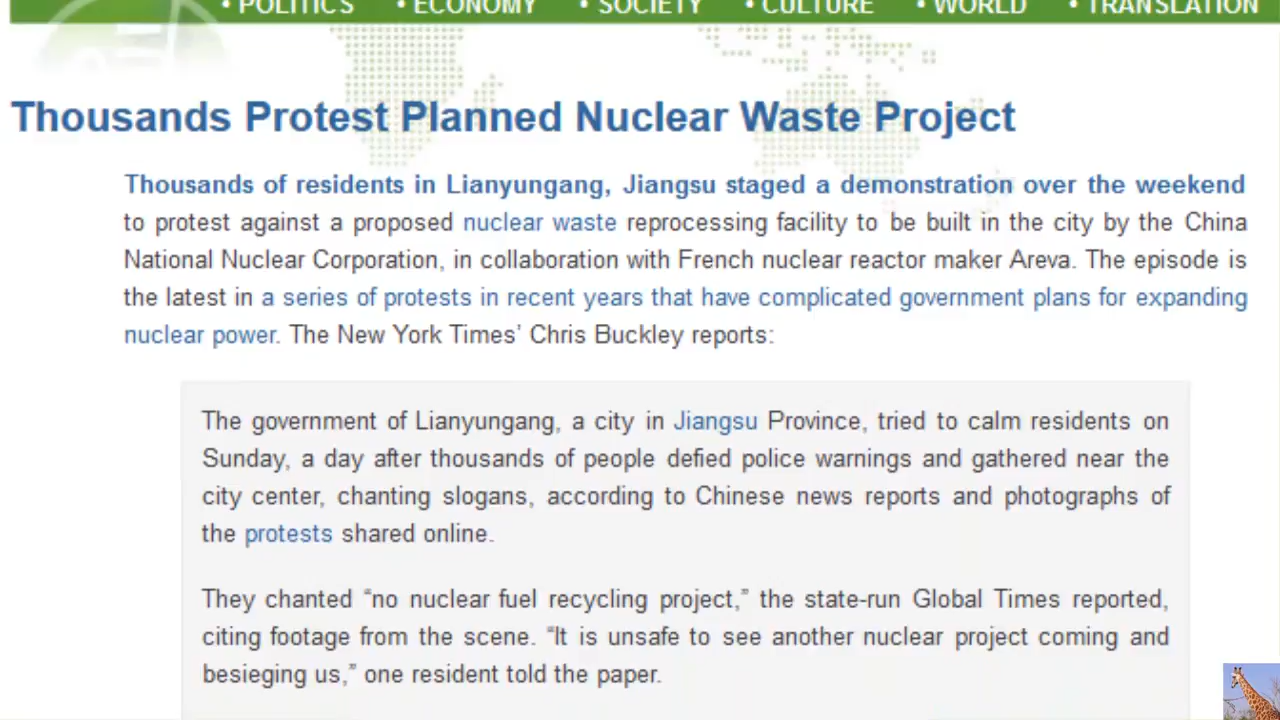 • POLITICS • ECONOMY • SOCIETY • CULTURE • WORLD • TRANSLATION
Thousands Protest Planned Nuclear Waste Project
Thousands of residents in Lianyungang, Jiangsu staged a demonstration over the weekend
to protest against a proposed nuclear waste reprocessing facility to be built in the city by the China
National Nuclear Corporation, in collaboration with French nuclear reactor maker Areva. The episode is
the latest in a series of protests in recent years that have complicated government plans for expanding
nuclear power. The New York Times’ Chris Buckley reports:
The government of Lianyungang, a city in Jiangsu Province, tried to calm residents on
Sunday, a day after thousands of people defied police warnings and gathered near the
city center, chanting slogans, according to Chinese news reports and photographs of
the protests shared online.
They chanted “no nuclear fuel recycling project,” the state-run Global Times reported,
citing footage from the scene. “It is unsafe to see another nuclear project coming and
besieging us,” one resident told the paper.